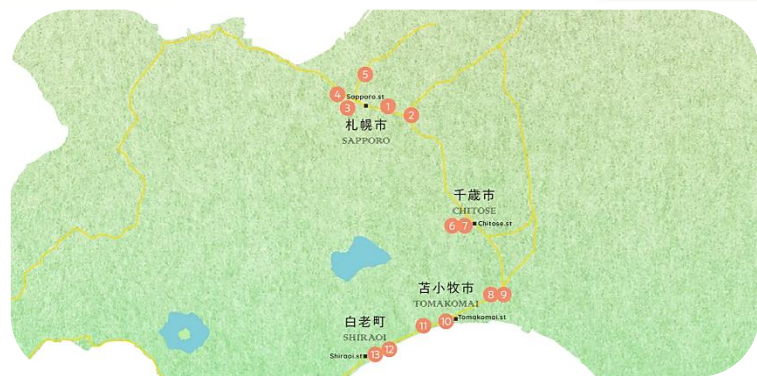 5
4
Sapporo.st
3
1
2
札幌市
SAPPORO
千歳市
CHITOSE
6
7
Chitose.st
苫小牧市
TOMAKOMAI
8
9
白老町
SHIRAOI
11
10
Tomakomai.st
Shiraoi.st
13
12